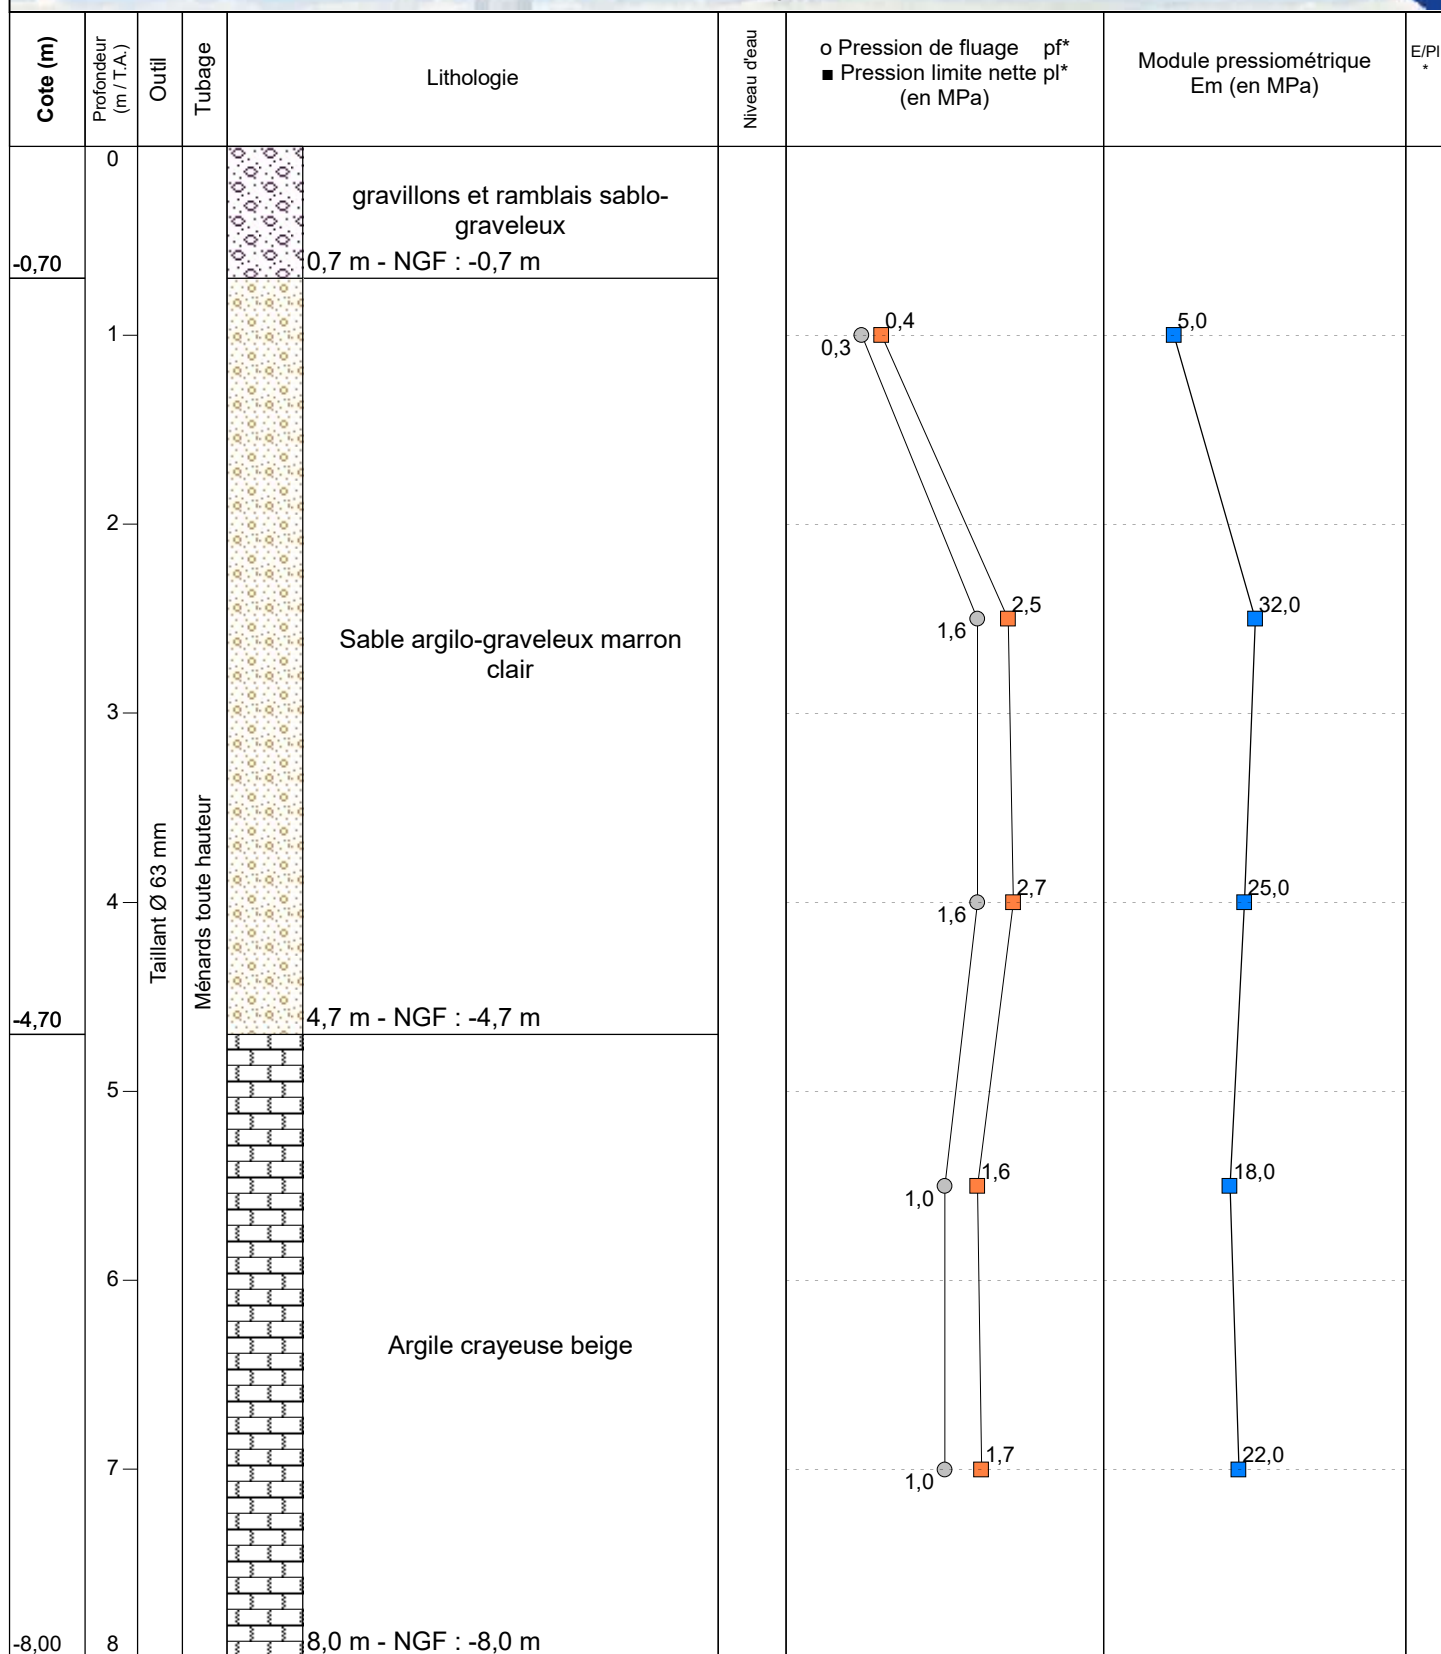 Cote (m)
Profondeur
(m / T.A.)
Outil
Tubage
Lithologie
Niveau d'eau
o Pression de fluage pf*
■ Pression limite nette pl*
(en MPa)
Module pressiométrique
Em (en MPa)
E/Pl
*
0
gravillons et ramblais sablo-
graveleux
-0,70
0,7 m - NGF : -0,7 m
1
0,3
0,4
5,0
2
1,6
2,5
32,0
Sable argilo-graveleux marron
clair
3
Taillant Ø 63 mm
Ménards toute hauteur
4
1,6
2,7
25,0
-4,70
4,7 m - NGF : -4,7 m
5
1,0
1,6
18,0
6
Argile crayeuse beige
7
1,0
1,7
22,0
-8,00
8
8,0 m - NGF : -8,0 m